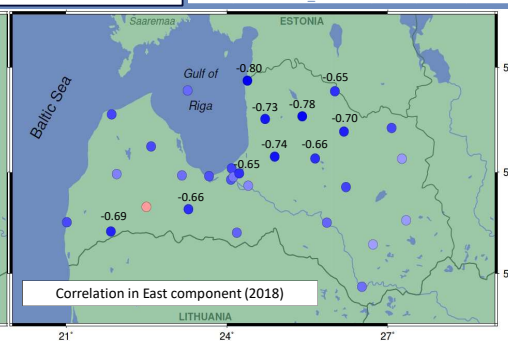 Saaremaa
ESTONIA
Gulf of
Riga
Baltic Sea
-0.80
-0.65
-0.73
-0.78
-0.70
-0.74
-0.66
-0.65
-0.66
-0.69
Correlation in East component (2018)
LITHUANIA
21°
24°
27°